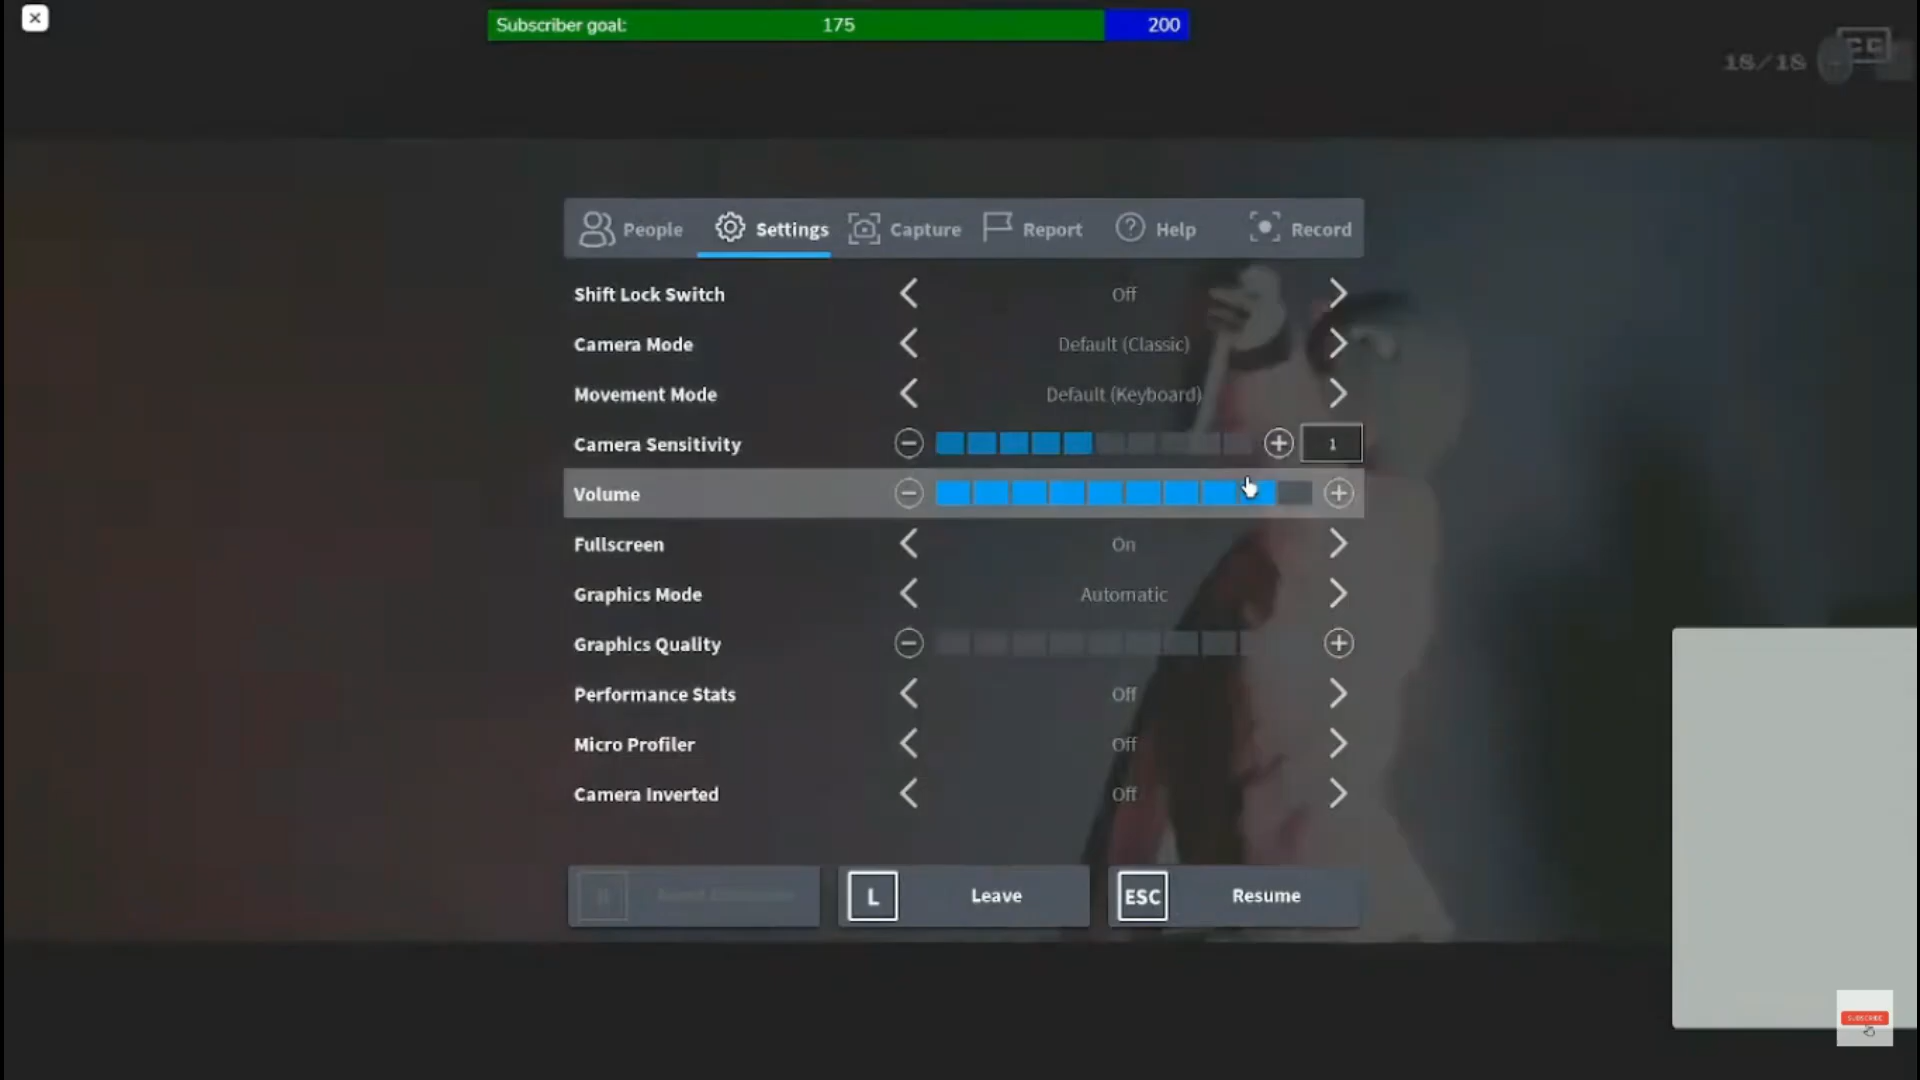 Subscriber goal: 175 200
CC
18/18
People Settings Capture Report Help Record
Shift Lock Switch Off
Camera Mode Default (Classic)
Movement Mode Default (Keyboard)
Camera Sensitivity 1
Volume
Fullscreen On
Graphics Mode Automatic
Graphics Quality
Performance Stats Off
Micro Profiler Off
Camera Inverted Off
L Leave ESC Resume
SUBSCRIBE